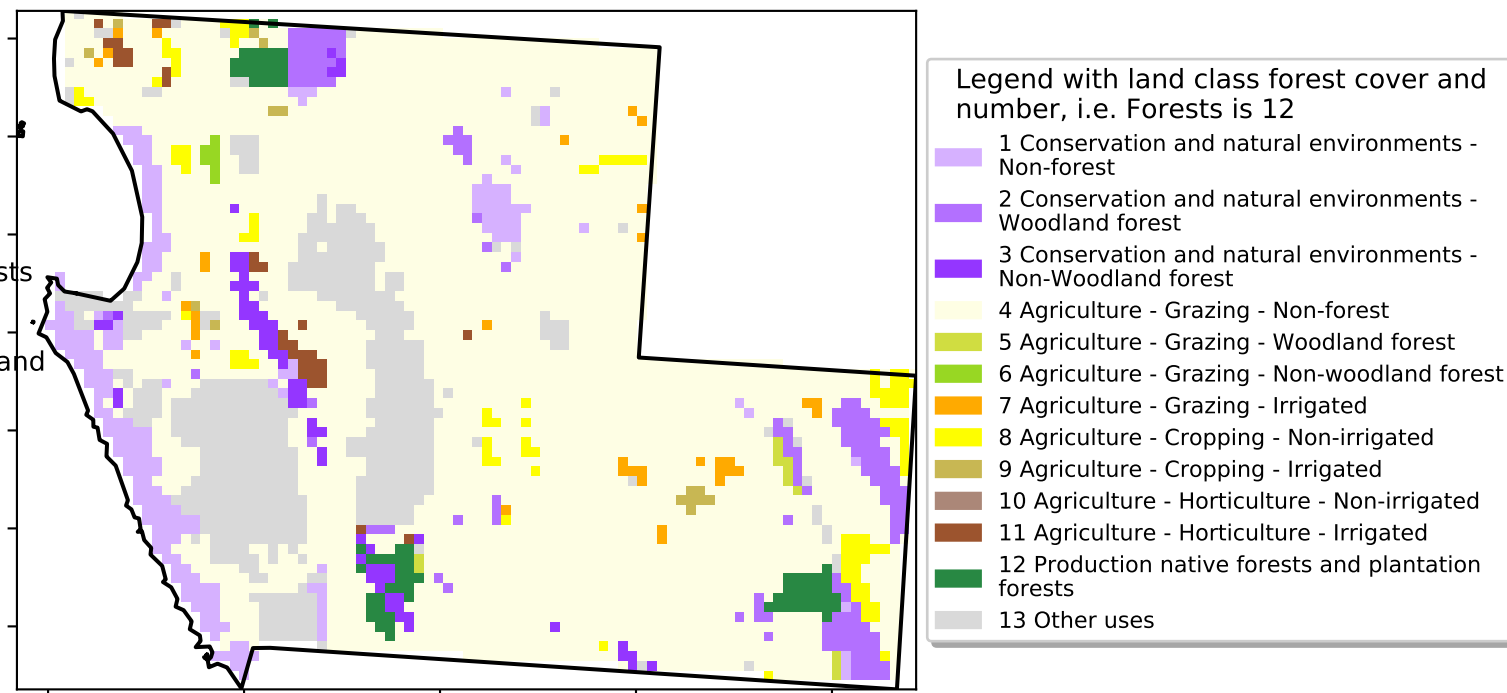 Legend with land class forest cover and
number, i.e. Forests is 12
1 Conservation and natural environments -
Non-forest
2 Conservation and natural environments -
Woodland forest
3 Conservation and natural environments -
Non-Woodland forest
sts
4 Agriculture - Grazing - Non-forest
5 Agriculture - Grazing - Woodland forest
and
6 Agriculture - Grazing - Non-woodland forest
7 Agriculture - Grazing - Irrigated
8 Agriculture - Cropping - Non-irrigated
9 Agriculture - Cropping - Irrigated
10 Agriculture - Horticulture - Non-irrigated
11 Agriculture - Horticulture - Irrigated
12 Production native forests and plantation
forests
13 Other uses